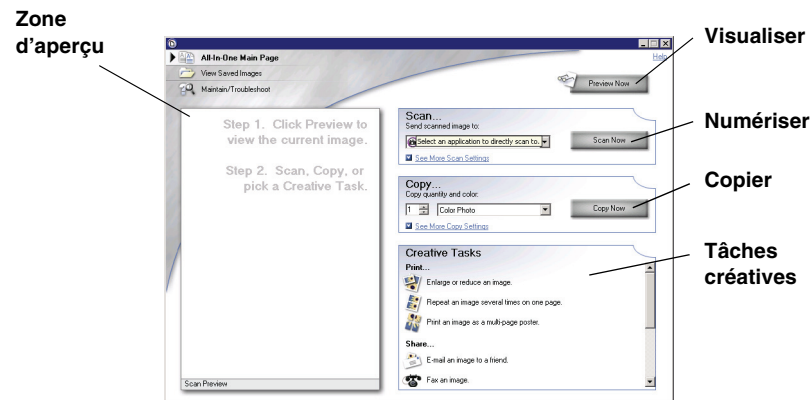 Zone
d'aperçu
All-In-One Main Page
View Saved Images
Maintain/Troubleshoot
Help
Preview Now
Visualiser
Step 1. Click Preview to
view the current image.
Step 2. Scan, Copy, or
pick a Creative Task.
Scan Preview
Scan...
Send scanned image to:
Select an application to directly scan to.
See More Scan Settings
Scan Now
Numériser
Copy...
Copy quantity and color:
1
Color Photo
See More Copy Settings
Copy Now
Copier
Creative Tasks
Print...
Enlarge or reduce an image.
Repeat an image several times on one page.
Print an image as a multi-page poster.
Share...
E-mail an image to a friend.
Fax an image.
Tâches
créatives